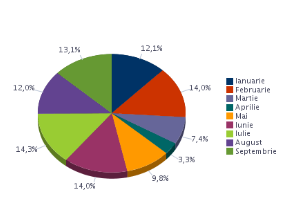 13,1%
12,1%
12,0%
14,0%
14,3%
7,4%
3,3%
9,8%
14,0%
Ianuarie
Februarie
Martie
Aprilie
Mai
Iunie
Iulie
August
Septembrie